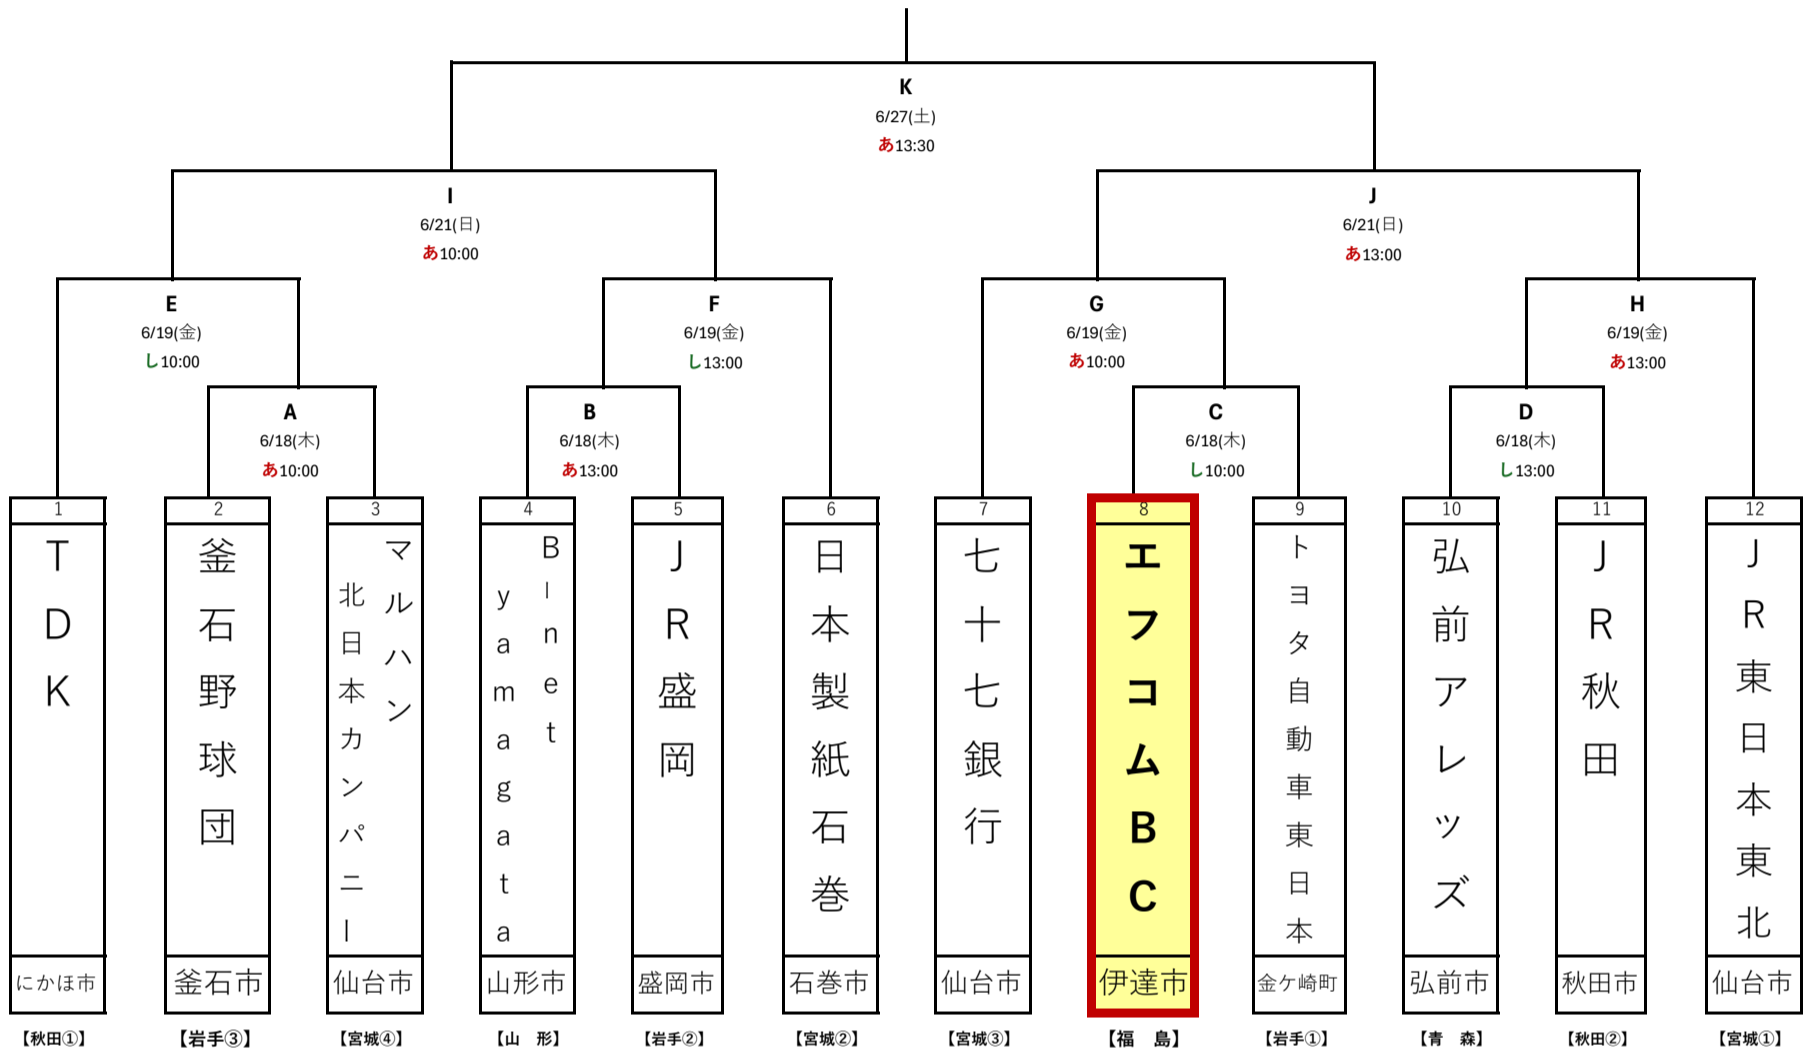 K
6/27(土)
あ13:30
I
6/21(日)
あ10:00
J
6/21(日)
あ13:00
E
6/19(金)
し10:00
F
6/19(金)
し13:00
G
6/19(金)
あ10:00
H
6/19(金)
あ13:00
A
6/18(木)
あ10:00
B
6/18(木)
あ13:00
C
6/18(木)
し10:00
D
6/18(木)
し13:00
1
TDK
にかほ市
【秋田①】
2
釜石野球団
釜石市
【岩手③】
3
マルハン
北日本カンパニー
仙台市
【宮城④】
4
Blnet
yamagata
山形市
【山　形】
5
JR盛岡
盛岡市
【岩手②】
6
日本製紙石巻
石巻市
【宮城②】
7
七十七銀行
仙台市
【宮城③】
8
エフコムBC
伊達市
【福　島】
9
トヨタ自動車東日本
金ケ崎町
【岩手①】
10
弘前アレッズ
弘前市
【青　森】
11
JR秋田
秋田市
【秋田②】
12
JR東日本東北
仙台市
【宮城①】